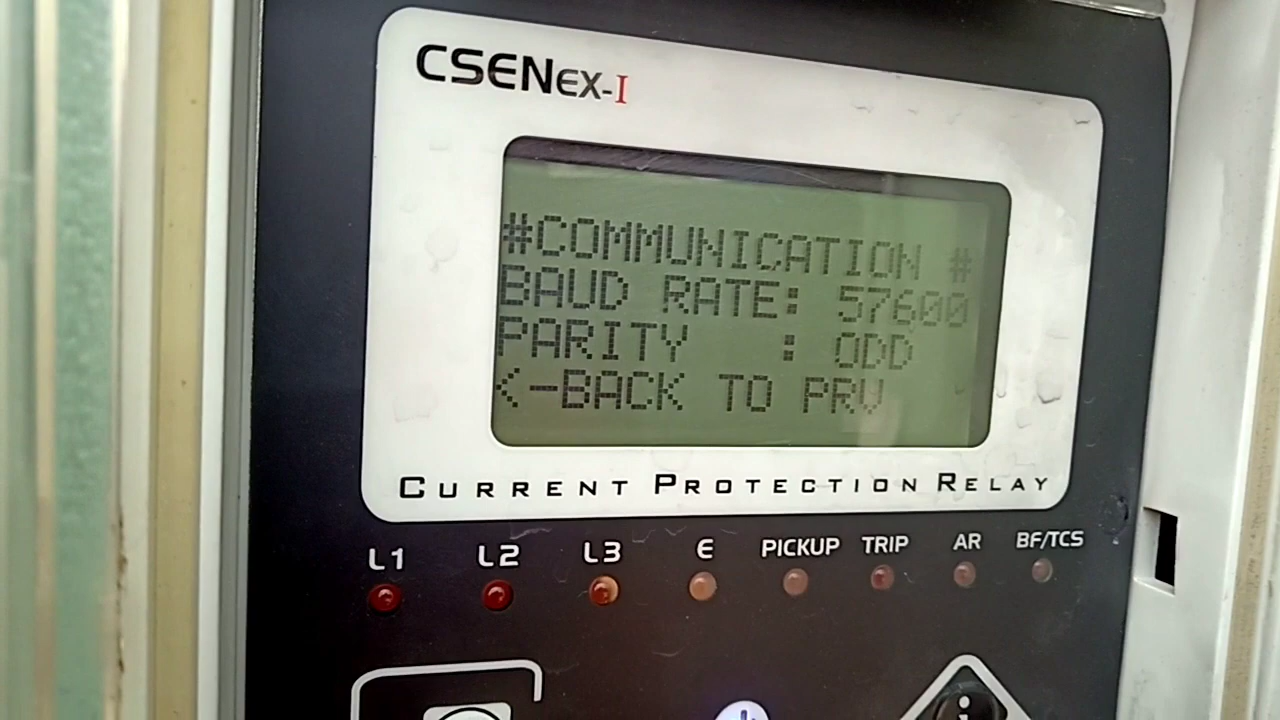 CSENEX-I
#COMMUNICATION #
BAUD RATE: 57600
PARITY   : ODD
<-BACK TO PRV
CURRENT PROTECTION RELAY
L1 L2 L3 E PICKUP TRIP AR BF/TCS
i